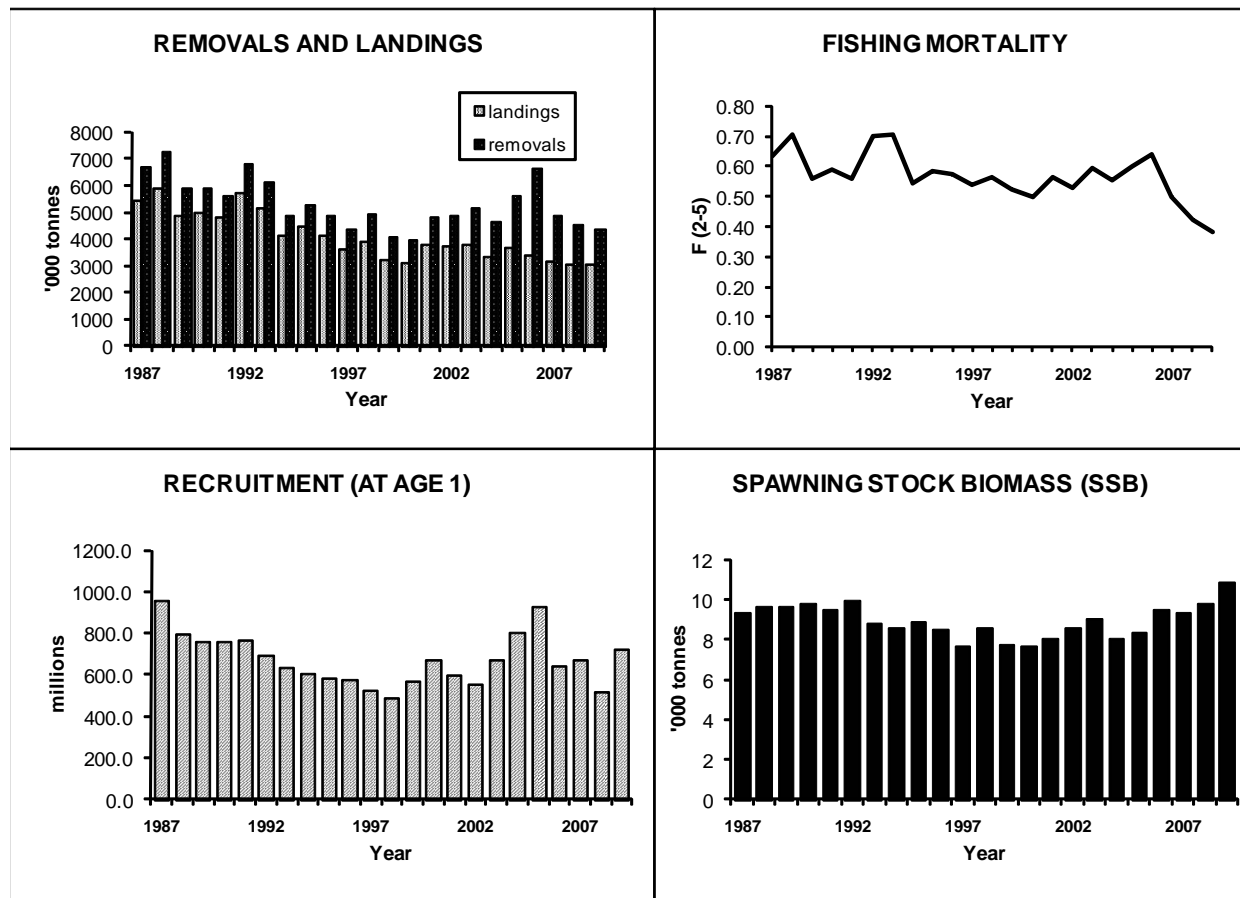 REMOVALS AND LANDINGS
landings
removals
8000
7000
6000
5000
4000
3000
2000
1000
0
'000 tonnes
1987 1992 1997 2002 2007
Year
FISHING MORTALITY
0.80
0.70
0.60
0.50
0.40
0.30
0.20
0.10
0.00
F (2-5)
1987 1992 1997 2002 2007
Year
RECRUITMENT (AT AGE 1)
1200.0
1000.0
800.0
600.0
400.0
200.0
0.0
millions
1987 1992 1997 2002 2007
Year
SPAWNING STOCK BIOMASS (SSB)
12
10
8
6
4
2
0
'000 tonnes
1987 1992 1997 2002 2007
Year